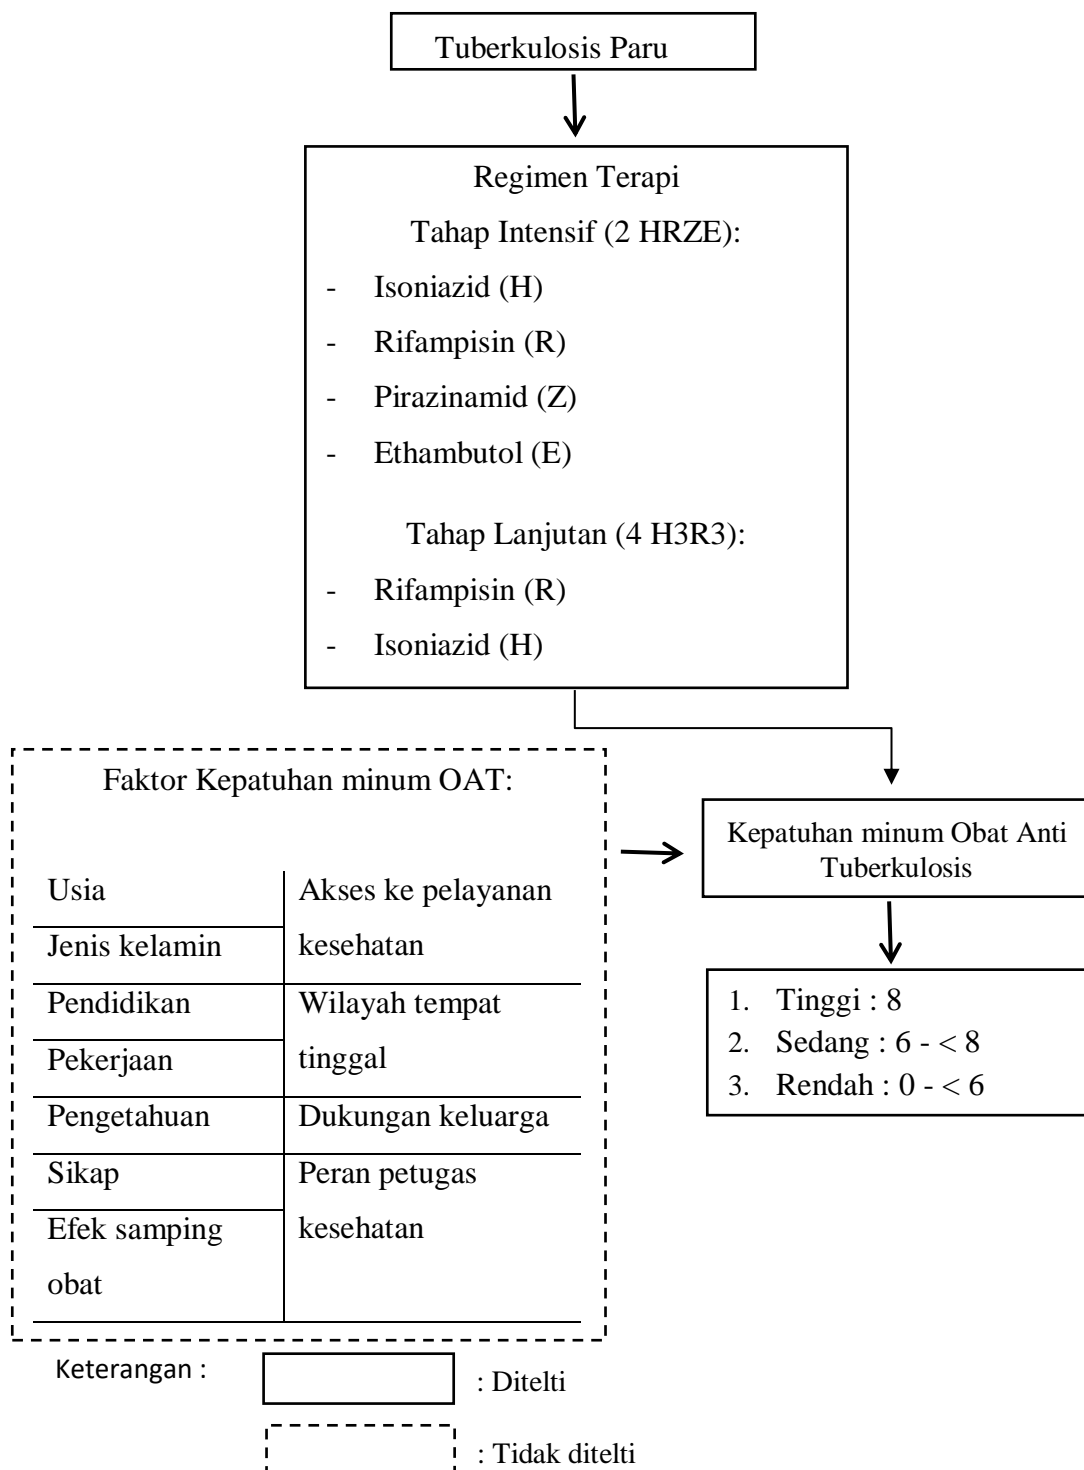 Tuberkulosis Paru
Regimen Terapi
Tahap Intensif (2 HRZE):
- Isoniazid (H)
- Rifampisin (R)
- Pirazinamid (Z)
- Ethambutol (E)
Tahap Lanjutan (4 H3R3):
- Rifampisin (R)
- Isoniazid (H)
Faktor Kepatuhan minum OAT:
Usia
Jenis kelamin
Pendidikan
Pekerjaan
Pengetahuan
Sikap
Efek samping
obat
Akses ke pelayanan
kesehatan
Wilayah tempat
tinggal
Dukungan keluarga
Peran petugas
kesehatan
Kepatuhan minum Obat Anti
Tuberkulosis
1. Tinggi : 8
2. Sedang : 6 - < 8
3. Rendah : 0 - < 6
Keterangan :
: Ditelti
: Tidak ditelti